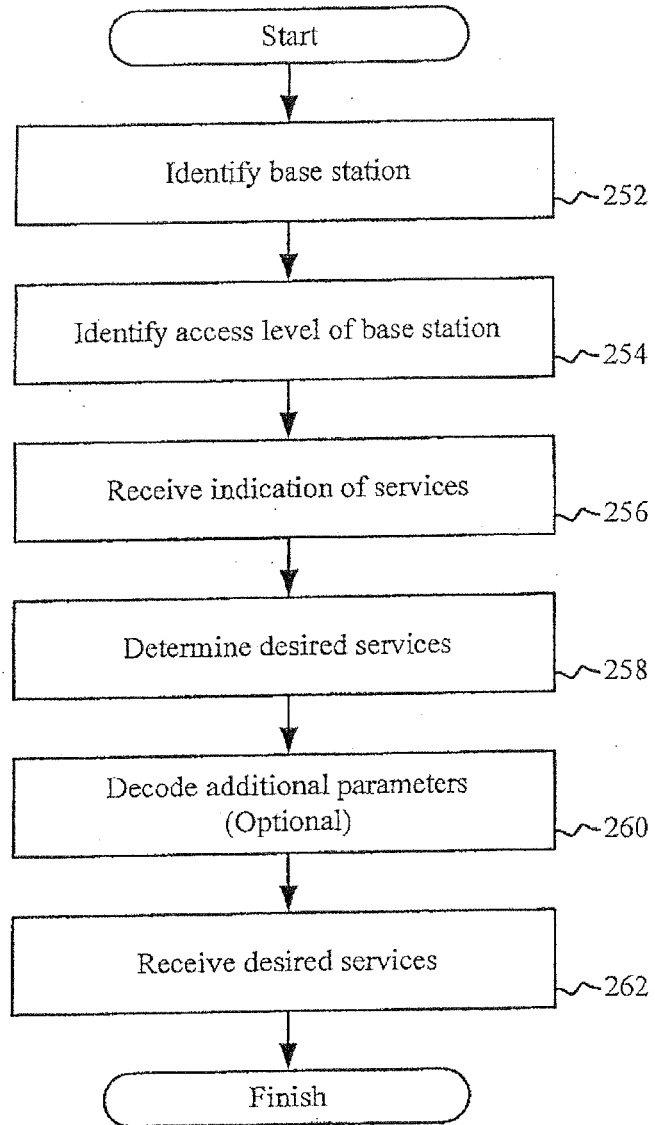 Start
Identify base station
252
Identify access level of base station
254
Receive indication of services
256
Determine desired services
258
Decode additional parameters
(Optional)
260
Receive desired services
262
Finish